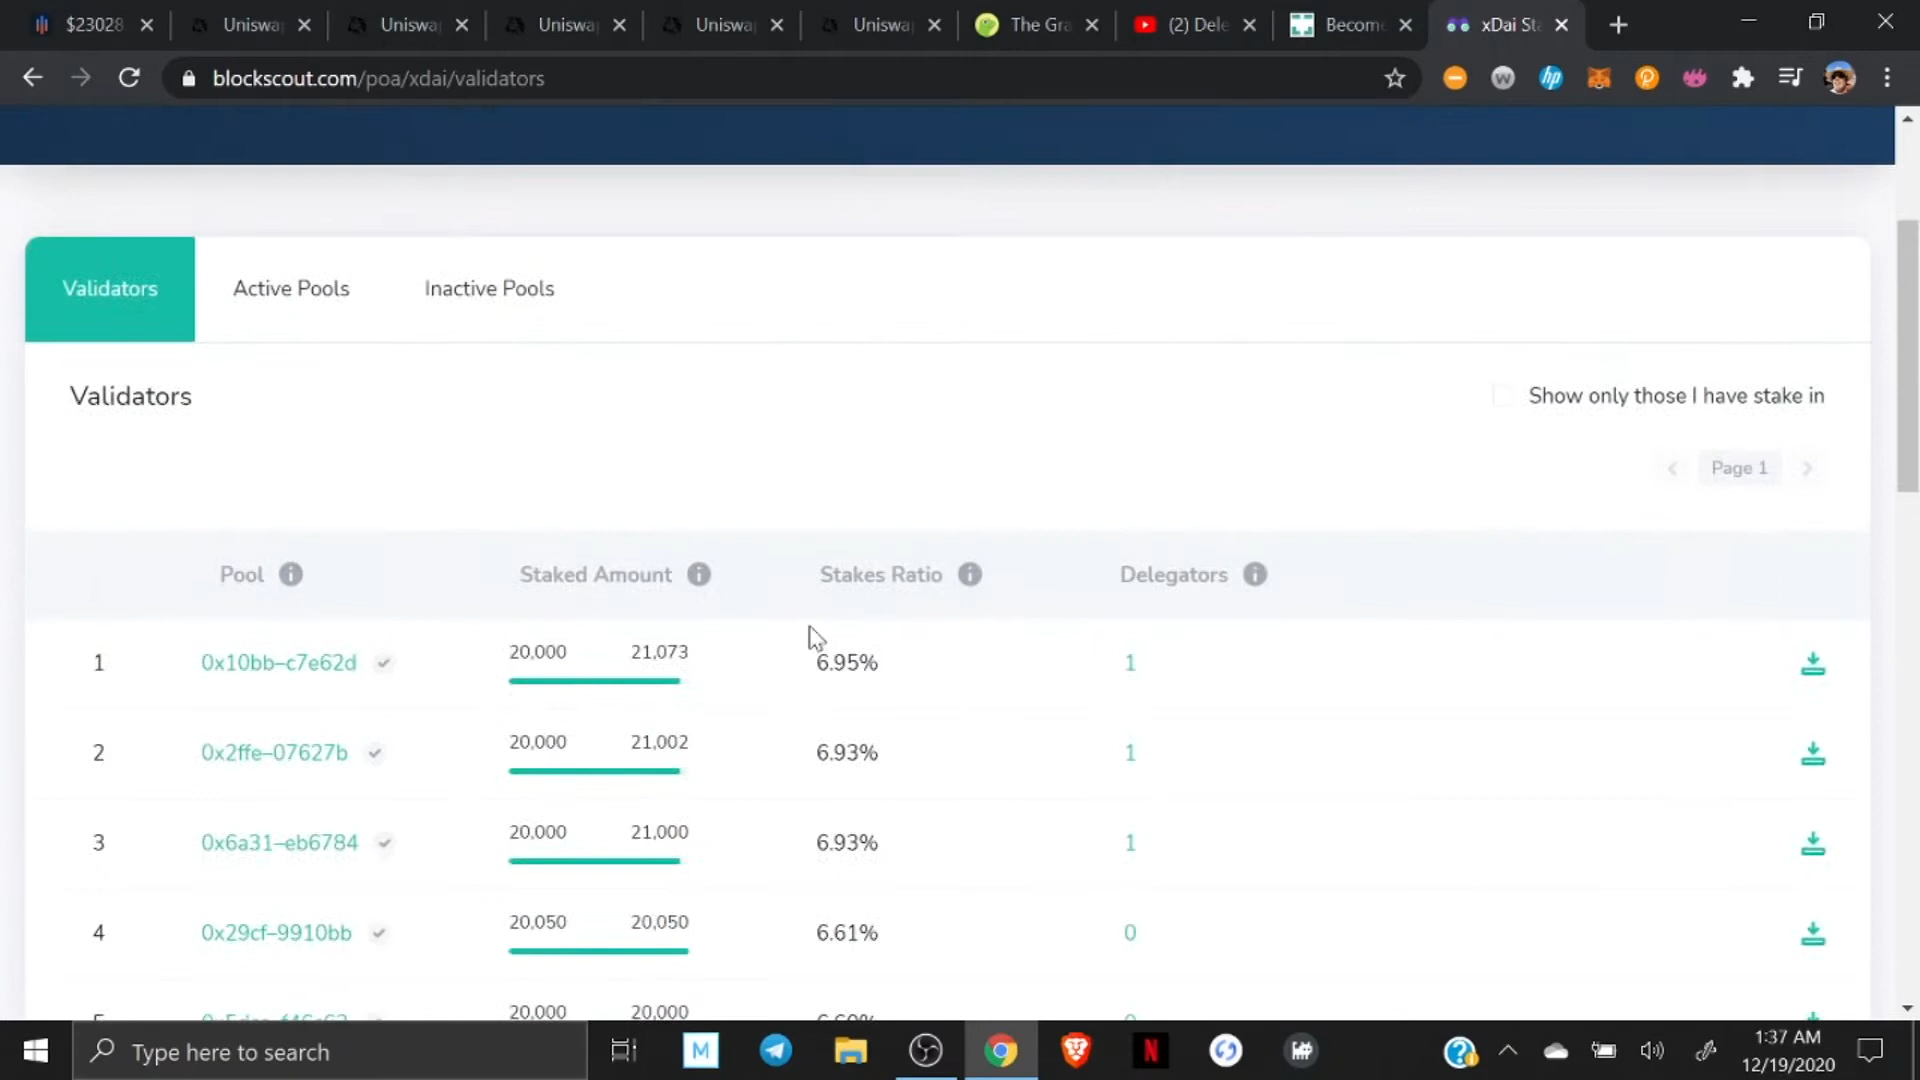 $23028
Uniswa
Uniswa
Uniswa
Uniswa
Uniswa
The Gra
(2) Dele
Become
xDai Sta
blockscout.com/poa/xdai/validators
W
hp
P
Validators
Active Pools
Inactive Pools
Validators
Show only those I have stake in
Page 1
Pool
Staked Amount
Stakes Ratio
Delegators
1
0x10bb–c7e62d
20,000
21,073
6.95%
1
2
0x2ffe–07627b
20,000
21,002
6.93%
1
3
0x6a31–eb6784
20,000
21,000
6.93%
1
4
0x29cf–9910bb
20,050
20,050
6.61%
0
20,000
20,000
Type here to search
M
N
1:37 AM
12/19/2020